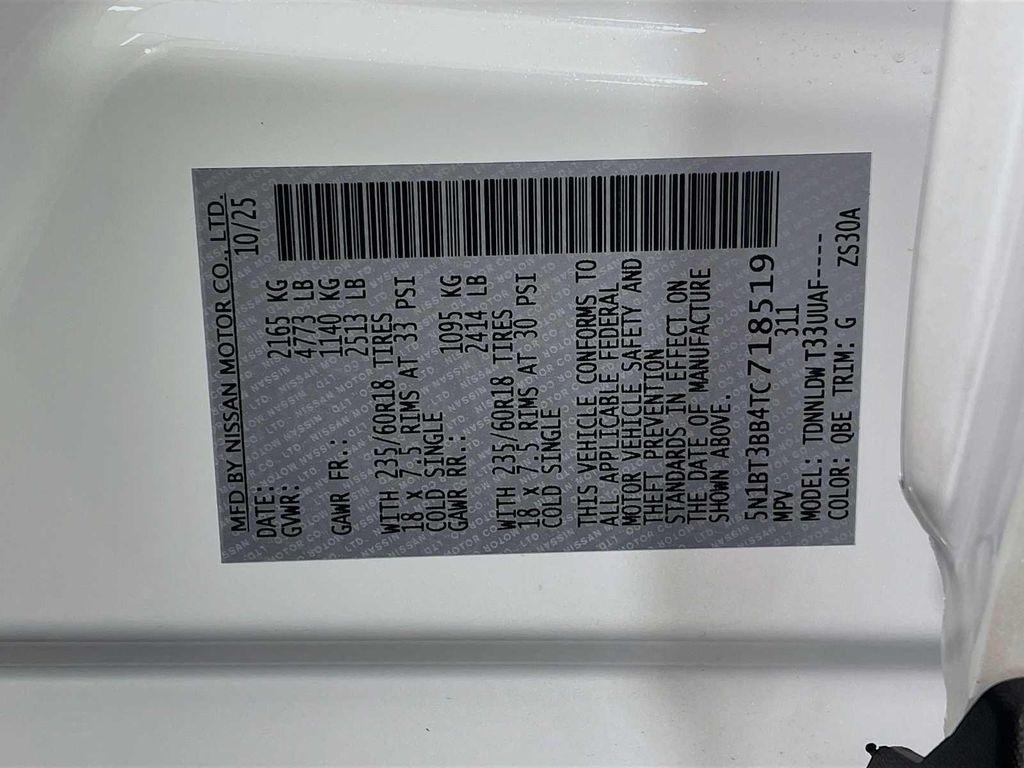 MFD BY NISSAN MOTOR CO., LTD.
DATE: 10/25
GVWR: 2165 KG
4773 LB
GAWR FR.: 1140 KG
2513 LB
WITH 235/60R18 TIRES
18 x 7.5 RIMS AT 33 PSI
COLD SINGLE
GAWR RR.: 1095 KG
2414 LB
WITH 235/60R18 TIRES
18 x 7.5 RIMS AT 30 PSI
COLD SINGLE
THIS VEHICLE CONFORMS TO
ALL APPLICABLE FEDERAL
MOTOR VEHICLE SAFETY AND
THEFT PREVENTION
STANDARDS IN EFFECT ON
THE DATE OF MANUFACTURE
SHOWN ABOVE.
5N1BT3BB4TC718519
MPV 311
MODEL: TDNNLDW T33UUAF----
COLOR: QBE TRIM: G ZS30A